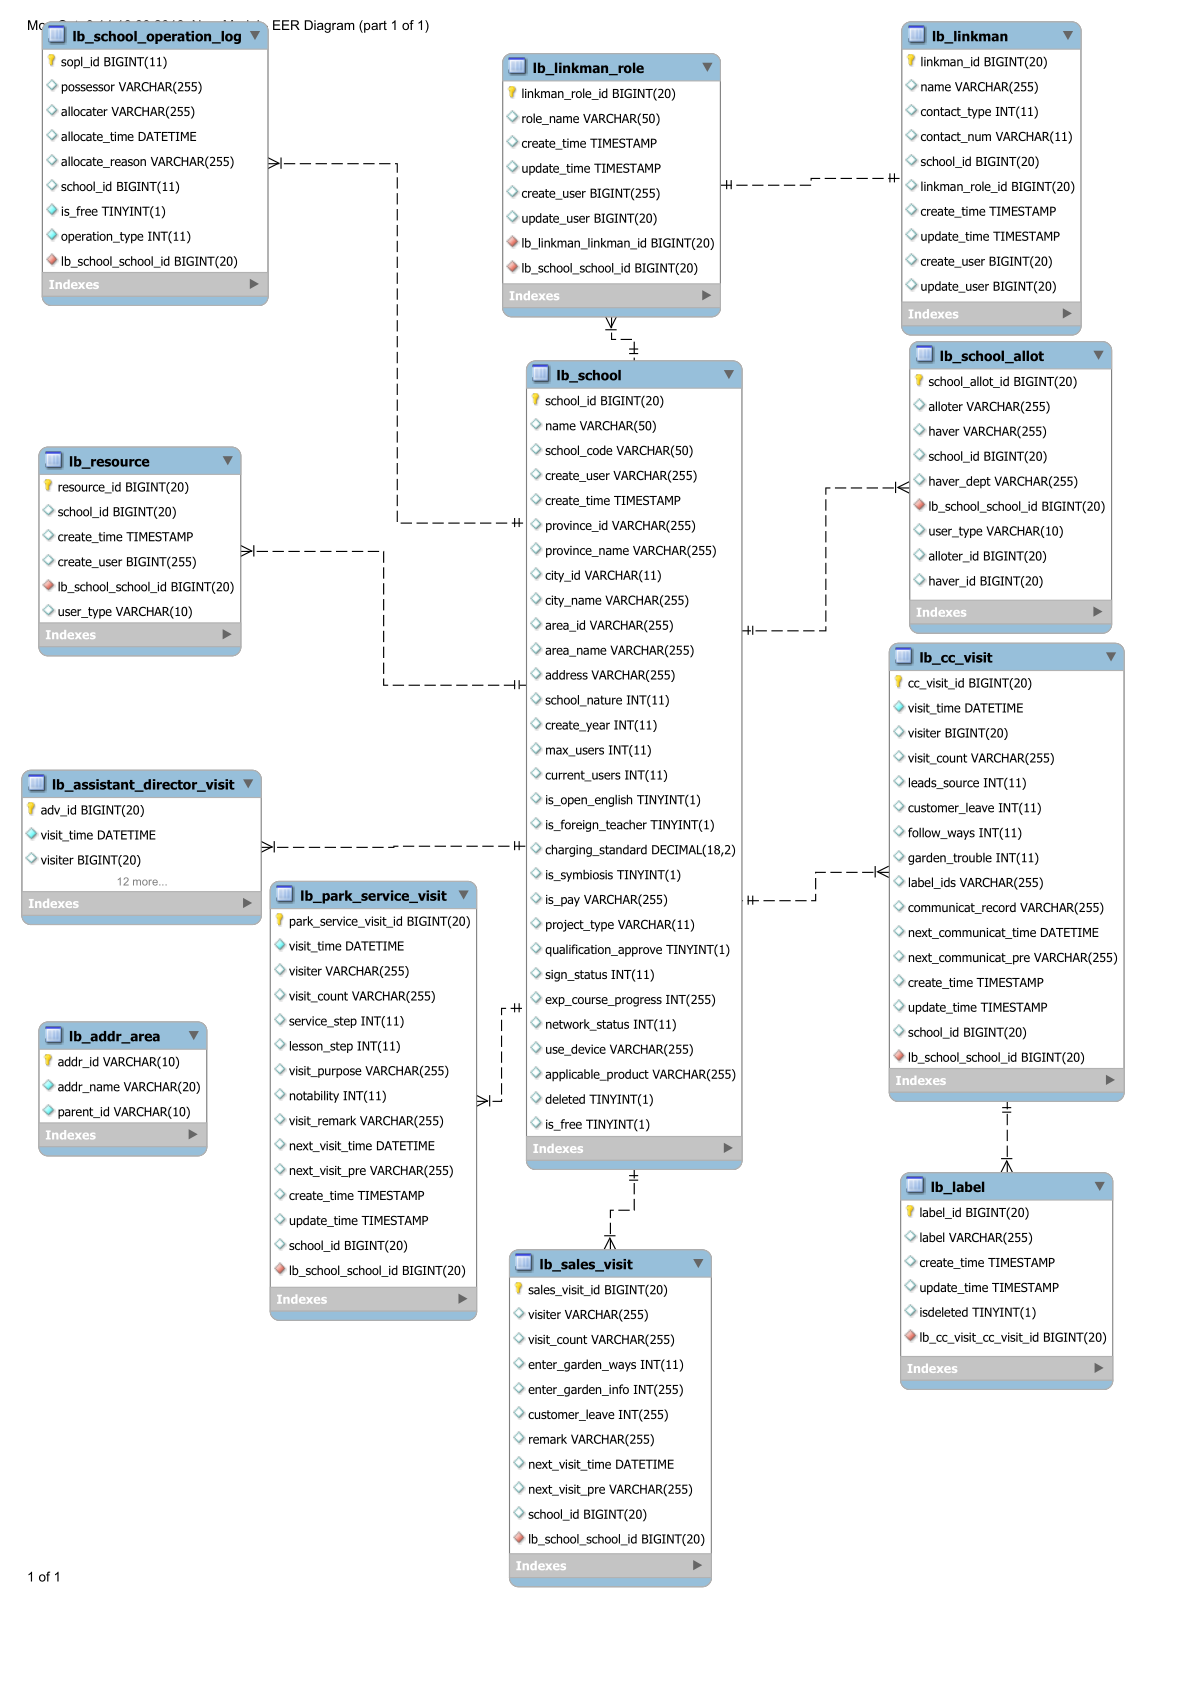 EER Diagram (part 1 of 1)
lb_school_operation_log
sopl_id BIGINT(11)
possessor VARCHAR(255)
allocater VARCHAR(255)
allocate_time DATETIME
allocate_reason VARCHAR(255)
school_id BIGINT(11)
is_free TINYINT(1)
operation_type INT(11)
lb_school_school_id BIGINT(20)
Indexes
lb_linkman_role
linkman_role_id BIGINT(20)
role_name VARCHAR(50)
create_time TIMESTAMP
update_time TIMESTAMP
create_user BIGINT(255)
update_user BIGINT(20)
lb_linkman_linkman_id BIGINT(20)
lb_school_school_id BIGINT(20)
Indexes
lb_linkman
linkman_id BIGINT(20)
name VARCHAR(255)
contact_type INT(11)
contact_num VARCHAR(11)
school_id BIGINT(20)
linkman_role_id BIGINT(20)
create_time TIMESTAMP
update_time TIMESTAMP
create_user BIGINT(20)
update_user BIGINT(20)
Indexes
lb_school
school_id BIGINT(20)
name VARCHAR(50)
school_code VARCHAR(50)
create_user VARCHAR(255)
create_time TIMESTAMP
province_id VARCHAR(255)
province_name VARCHAR(255)
city_id VARCHAR(11)
city_name VARCHAR(255)
area_id VARCHAR(255)
area_name VARCHAR(255)
address VARCHAR(255)
school_nature INT(11)
create_year INT(11)
max_users INT(11)
current_users INT(11)
is_open_english TINYINT(1)
is_foreign_teacher TINYINT(1)
charging_standard DECIMAL(18,2)
is_symbiosis TINYINT(1)
is_pay VARCHAR(255)
project_type VARCHAR(11)
qualification_approve TINYINT(1)
sign_status INT(11)
exp_course_progress INT(255)
network_status INT(11)
use_device VARCHAR(255)
applicable_product VARCHAR(255)
deleted TINYINT(1)
is_free TINYINT(1)
Indexes
lb_school_allot
school_allot_id BIGINT(20)
alloter VARCHAR(255)
haver VARCHAR(255)
school_id BIGINT(20)
haver_dept VARCHAR(255)
lb_school_school_id BIGINT(20)
user_type VARCHAR(10)
alloter_id BIGINT(20)
haver_id BIGINT(20)
Indexes
lb_resource
resource_id BIGINT(20)
school_id BIGINT(20)
create_time TIMESTAMP
create_user BIGINT(255)
lb_school_school_id BIGINT(20)
user_type VARCHAR(10)
Indexes
lb_cc_visit
cc_visit_id BIGINT(20)
visit_time DATETIME
visiter BIGINT(20)
visit_count VARCHAR(255)
leads_source INT(11)
customer_leave INT(11)
follow_ways INT(11)
garden_trouble INT(11)
label_ids VARCHAR(255)
communicat_record VARCHAR(255)
next_communicat_time DATETIME
next_communicat_pre VARCHAR(255)
create_time TIMESTAMP
update_time TIMESTAMP
school_id BIGINT(20)
lb_school_school_id BIGINT(20)
Indexes
lb_assistant_director_visit
adv_id BIGINT(20)
visit_time DATETIME
visiter BIGINT(20)
12 more...
Indexes
lb_park_service_visit
park_service_visit_id BIGINT(20)
visit_time DATETIME
visiter VARCHAR(255)
visit_count VARCHAR(255)
service_step INT(11)
lesson_step INT(11)
visit_purpose VARCHAR(255)
notability INT(11)
visit_remark VARCHAR(255)
next_visit_time DATETIME
next_visit_pre VARCHAR(255)
create_time TIMESTAMP
update_time TIMESTAMP
school_id BIGINT(20)
lb_school_school_id BIGINT(20)
Indexes
lb_addr_area
addr_id VARCHAR(10)
addr_name VARCHAR(20)
parent_id VARCHAR(10)
Indexes
lb_label
label_id BIGINT(20)
label VARCHAR(255)
create_time TIMESTAMP
update_time TIMESTAMP
isdeleted TINYINT(1)
lb_cc_visit_cc_visit_id BIGINT(20)
Indexes
lb_sales_visit
sales_visit_id BIGINT(20)
visiter VARCHAR(255)
visit_count VARCHAR(255)
enter_garden_ways INT(11)
enter_garden_info INT(255)
customer_leave INT(255)
remark VARCHAR(255)
next_visit_time DATETIME
next_visit_pre VARCHAR(255)
school_id BIGINT(20)
lb_school_school_id BIGINT(20)
Indexes
1 of 1